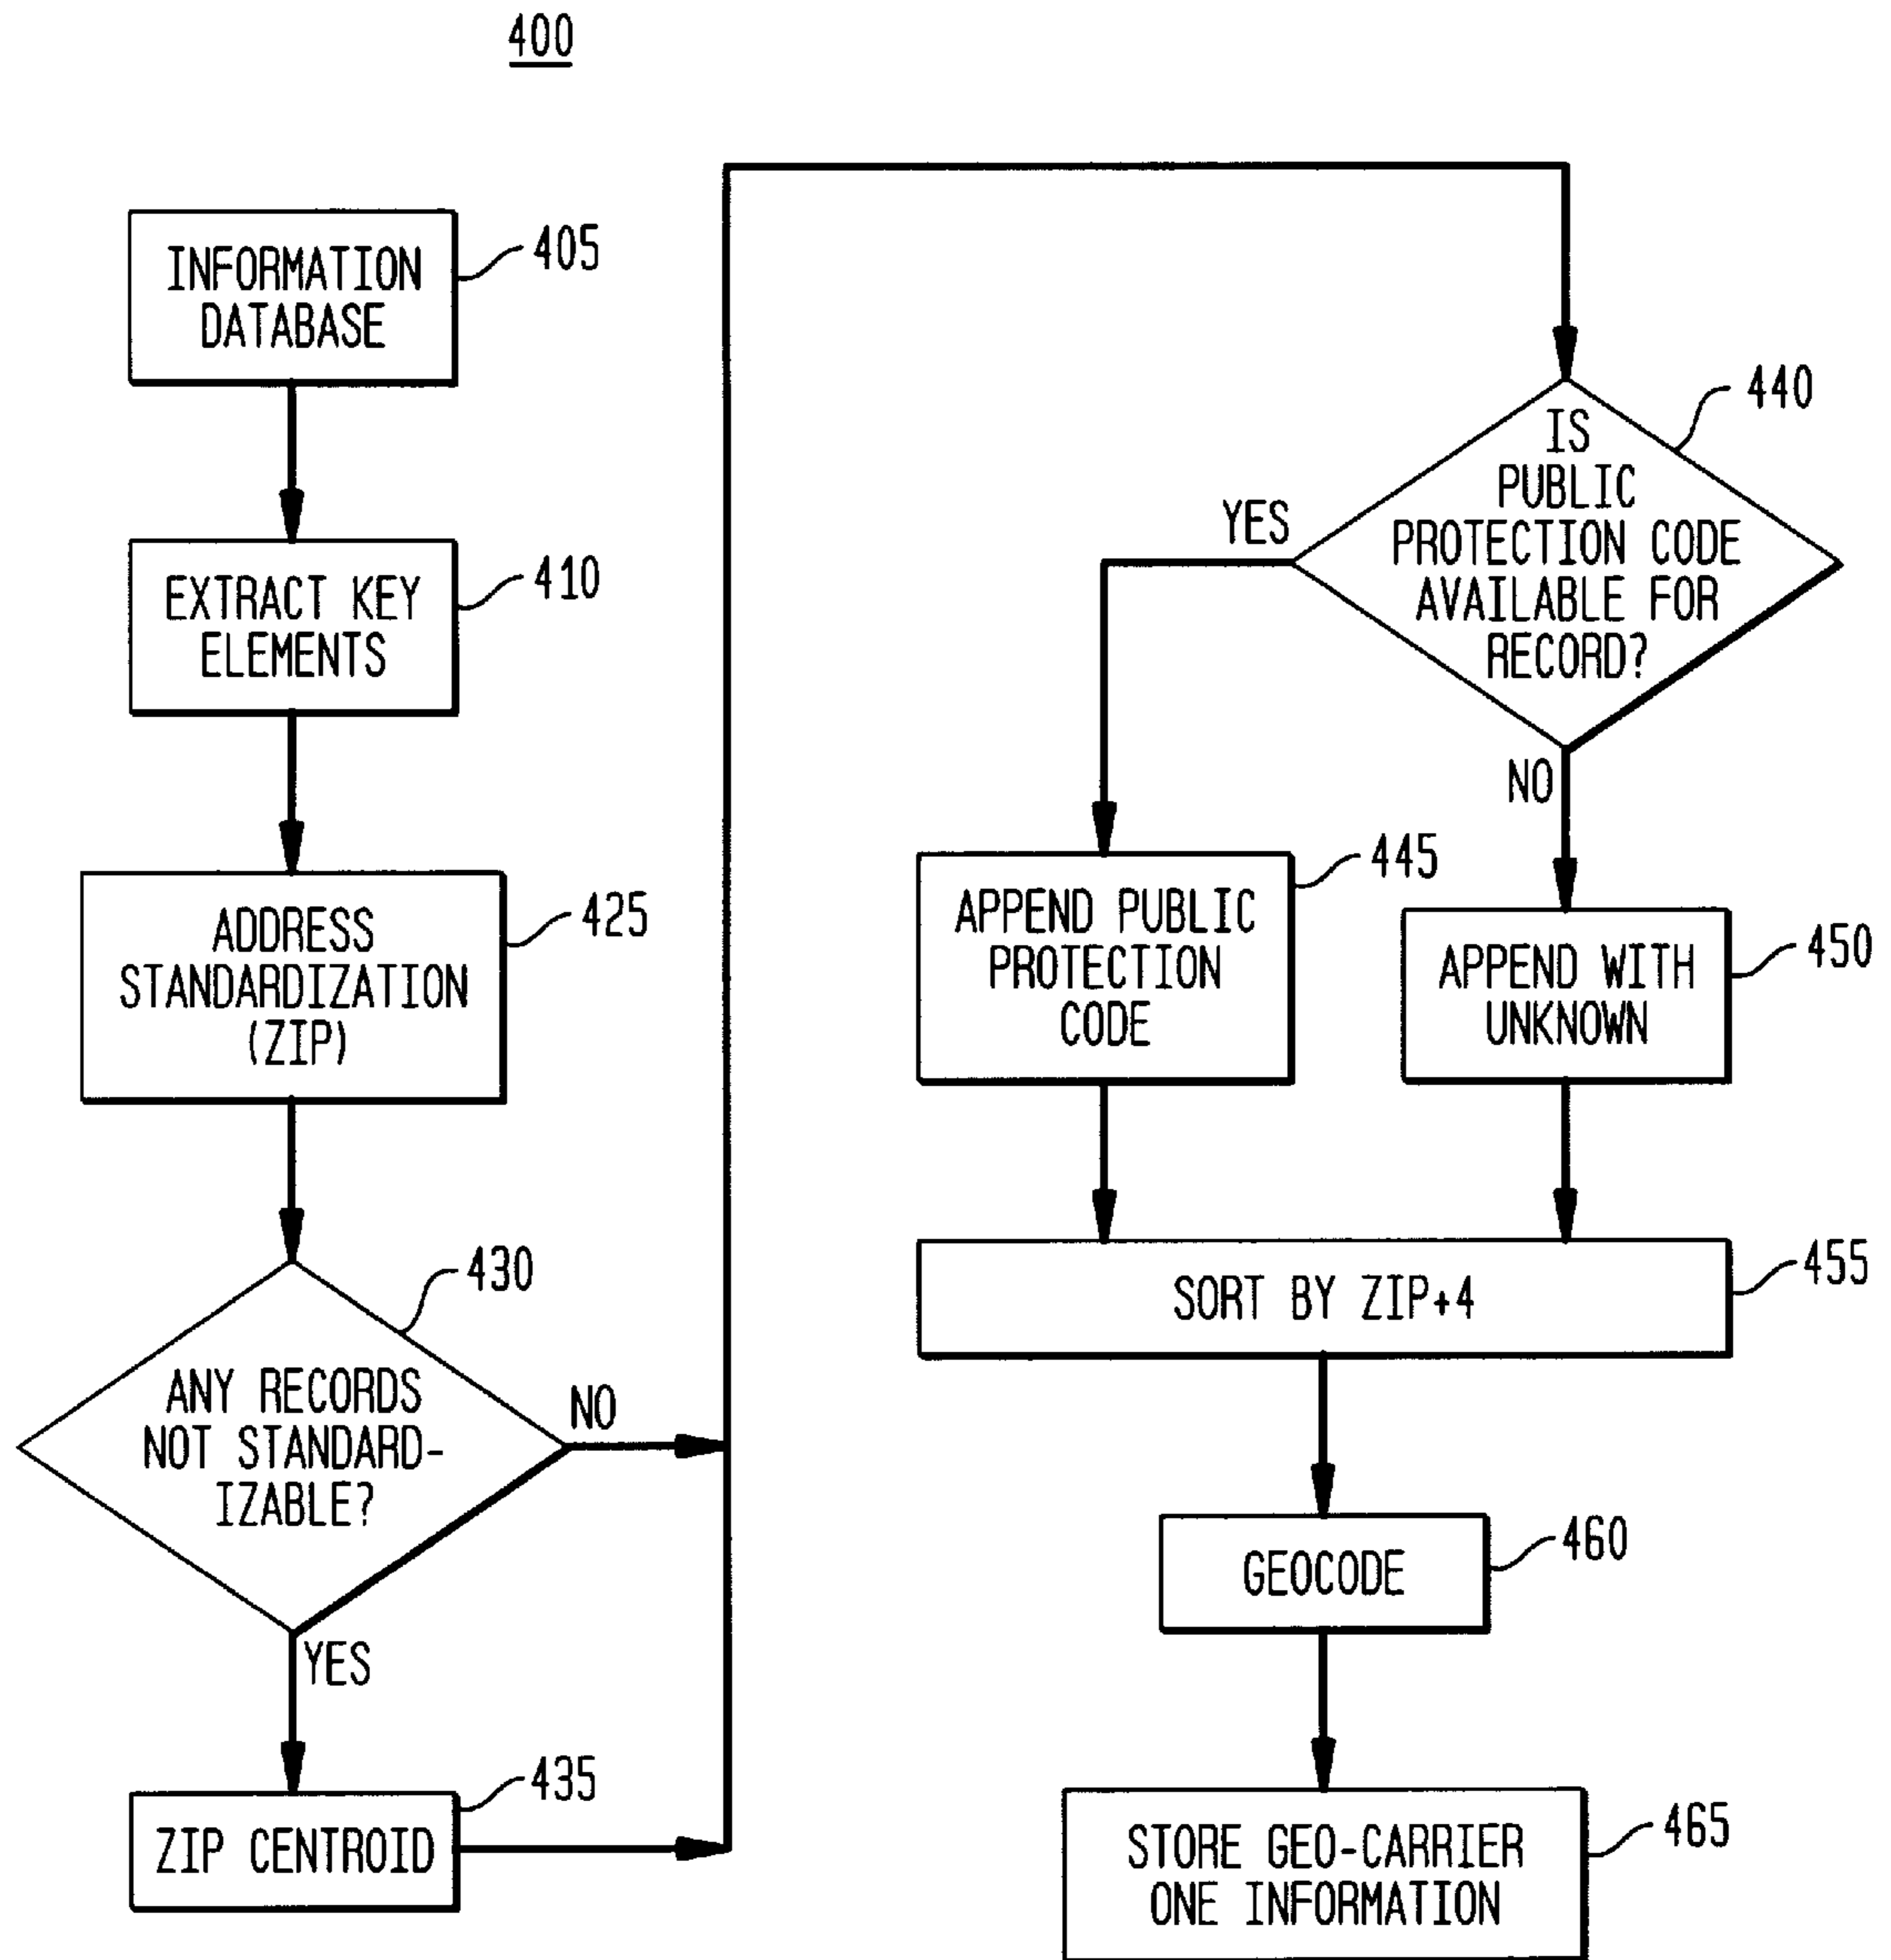 400
INFORMATION
DATABASE
405
EXTRACT KEY
ELEMENTS
410
ADDRESS
STANDARDIZATION
(ZIP)
425
430
ANY RECORDS
NOT STANDARD-
IZABLE?
NO
YES
435
ZIP CENTROID
440
IS
PUBLIC
PROTECTION CODE
AVAILABLE FOR
RECORD?
YES
NO
445
APPEND PUBLIC
PROTECTION
CODE
450
APPEND WITH
UNKNOWN
455
SORT BY ZIP+4
460
GEOCODE
465
STORE GEO-CARRIER
ONE INFORMATION